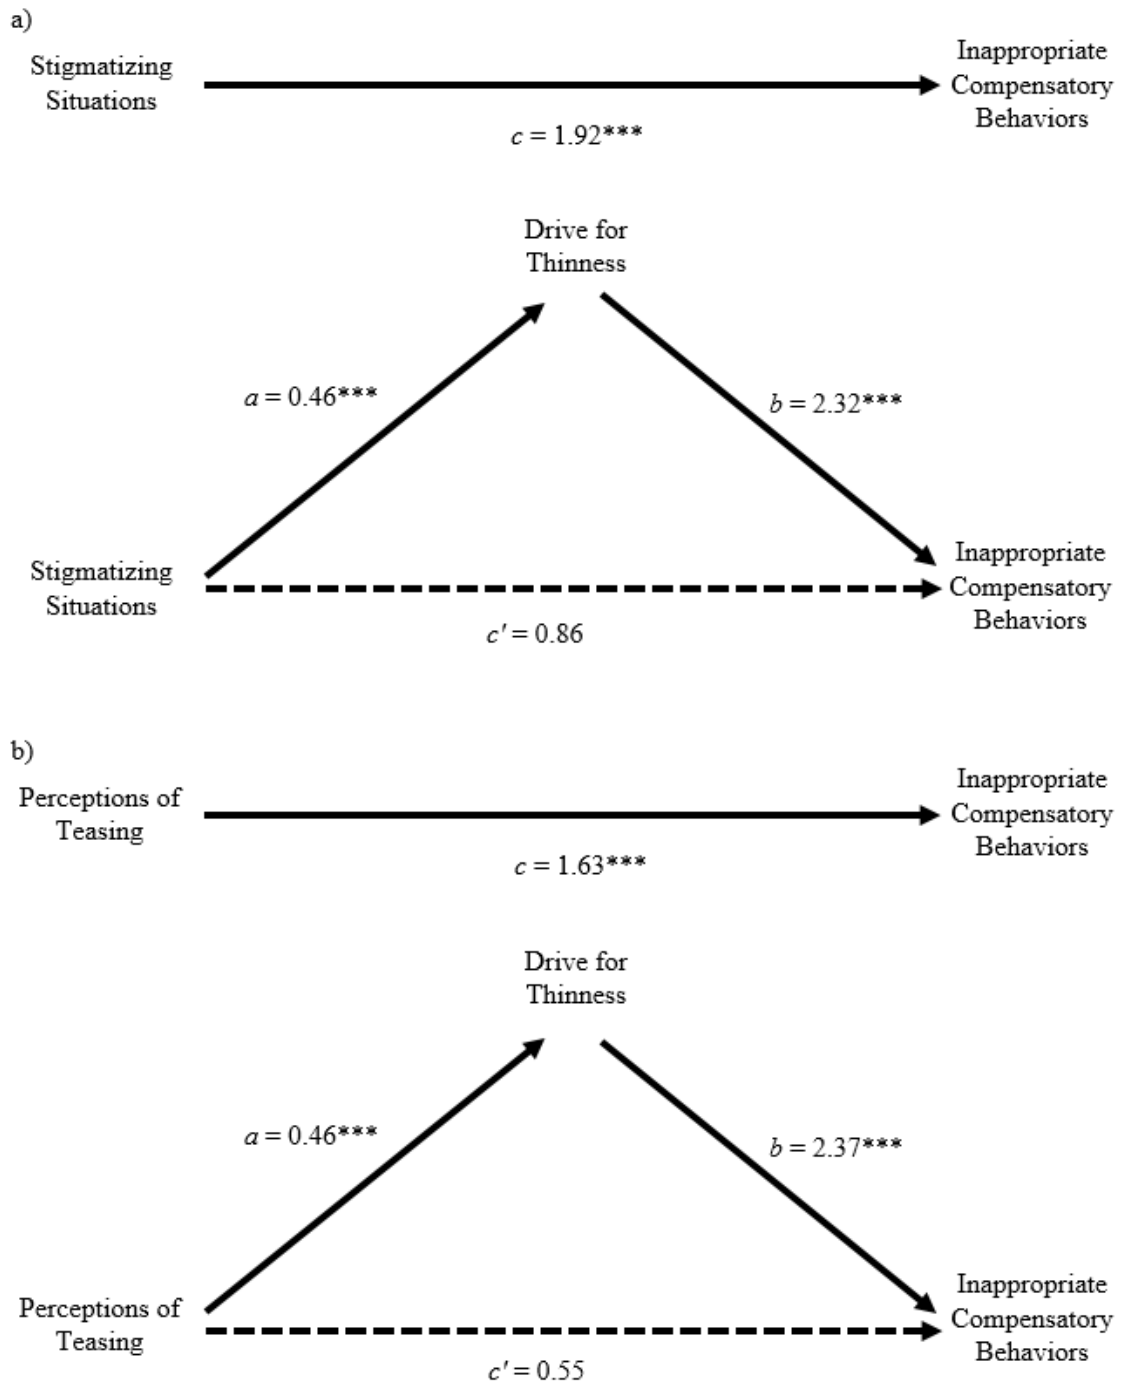 a)
Stigmatizing
Situations
Inappropriate
Compensatory
Behaviors
c = 1.92***
Drive for
Thinness
a = 0.46***
b = 2.32***
Stigmatizing
Situations
Inappropriate
Compensatory
Behaviors
c' = 0.86
b)
Perceptions of
Teasing
Inappropriate
Compensatory
Behaviors
c = 1.63***
Drive for
Thinness
a = 0.46***
b = 2.37***
Perceptions of
Teasing
Inappropriate
Compensatory
Behaviors
c' = 0.55